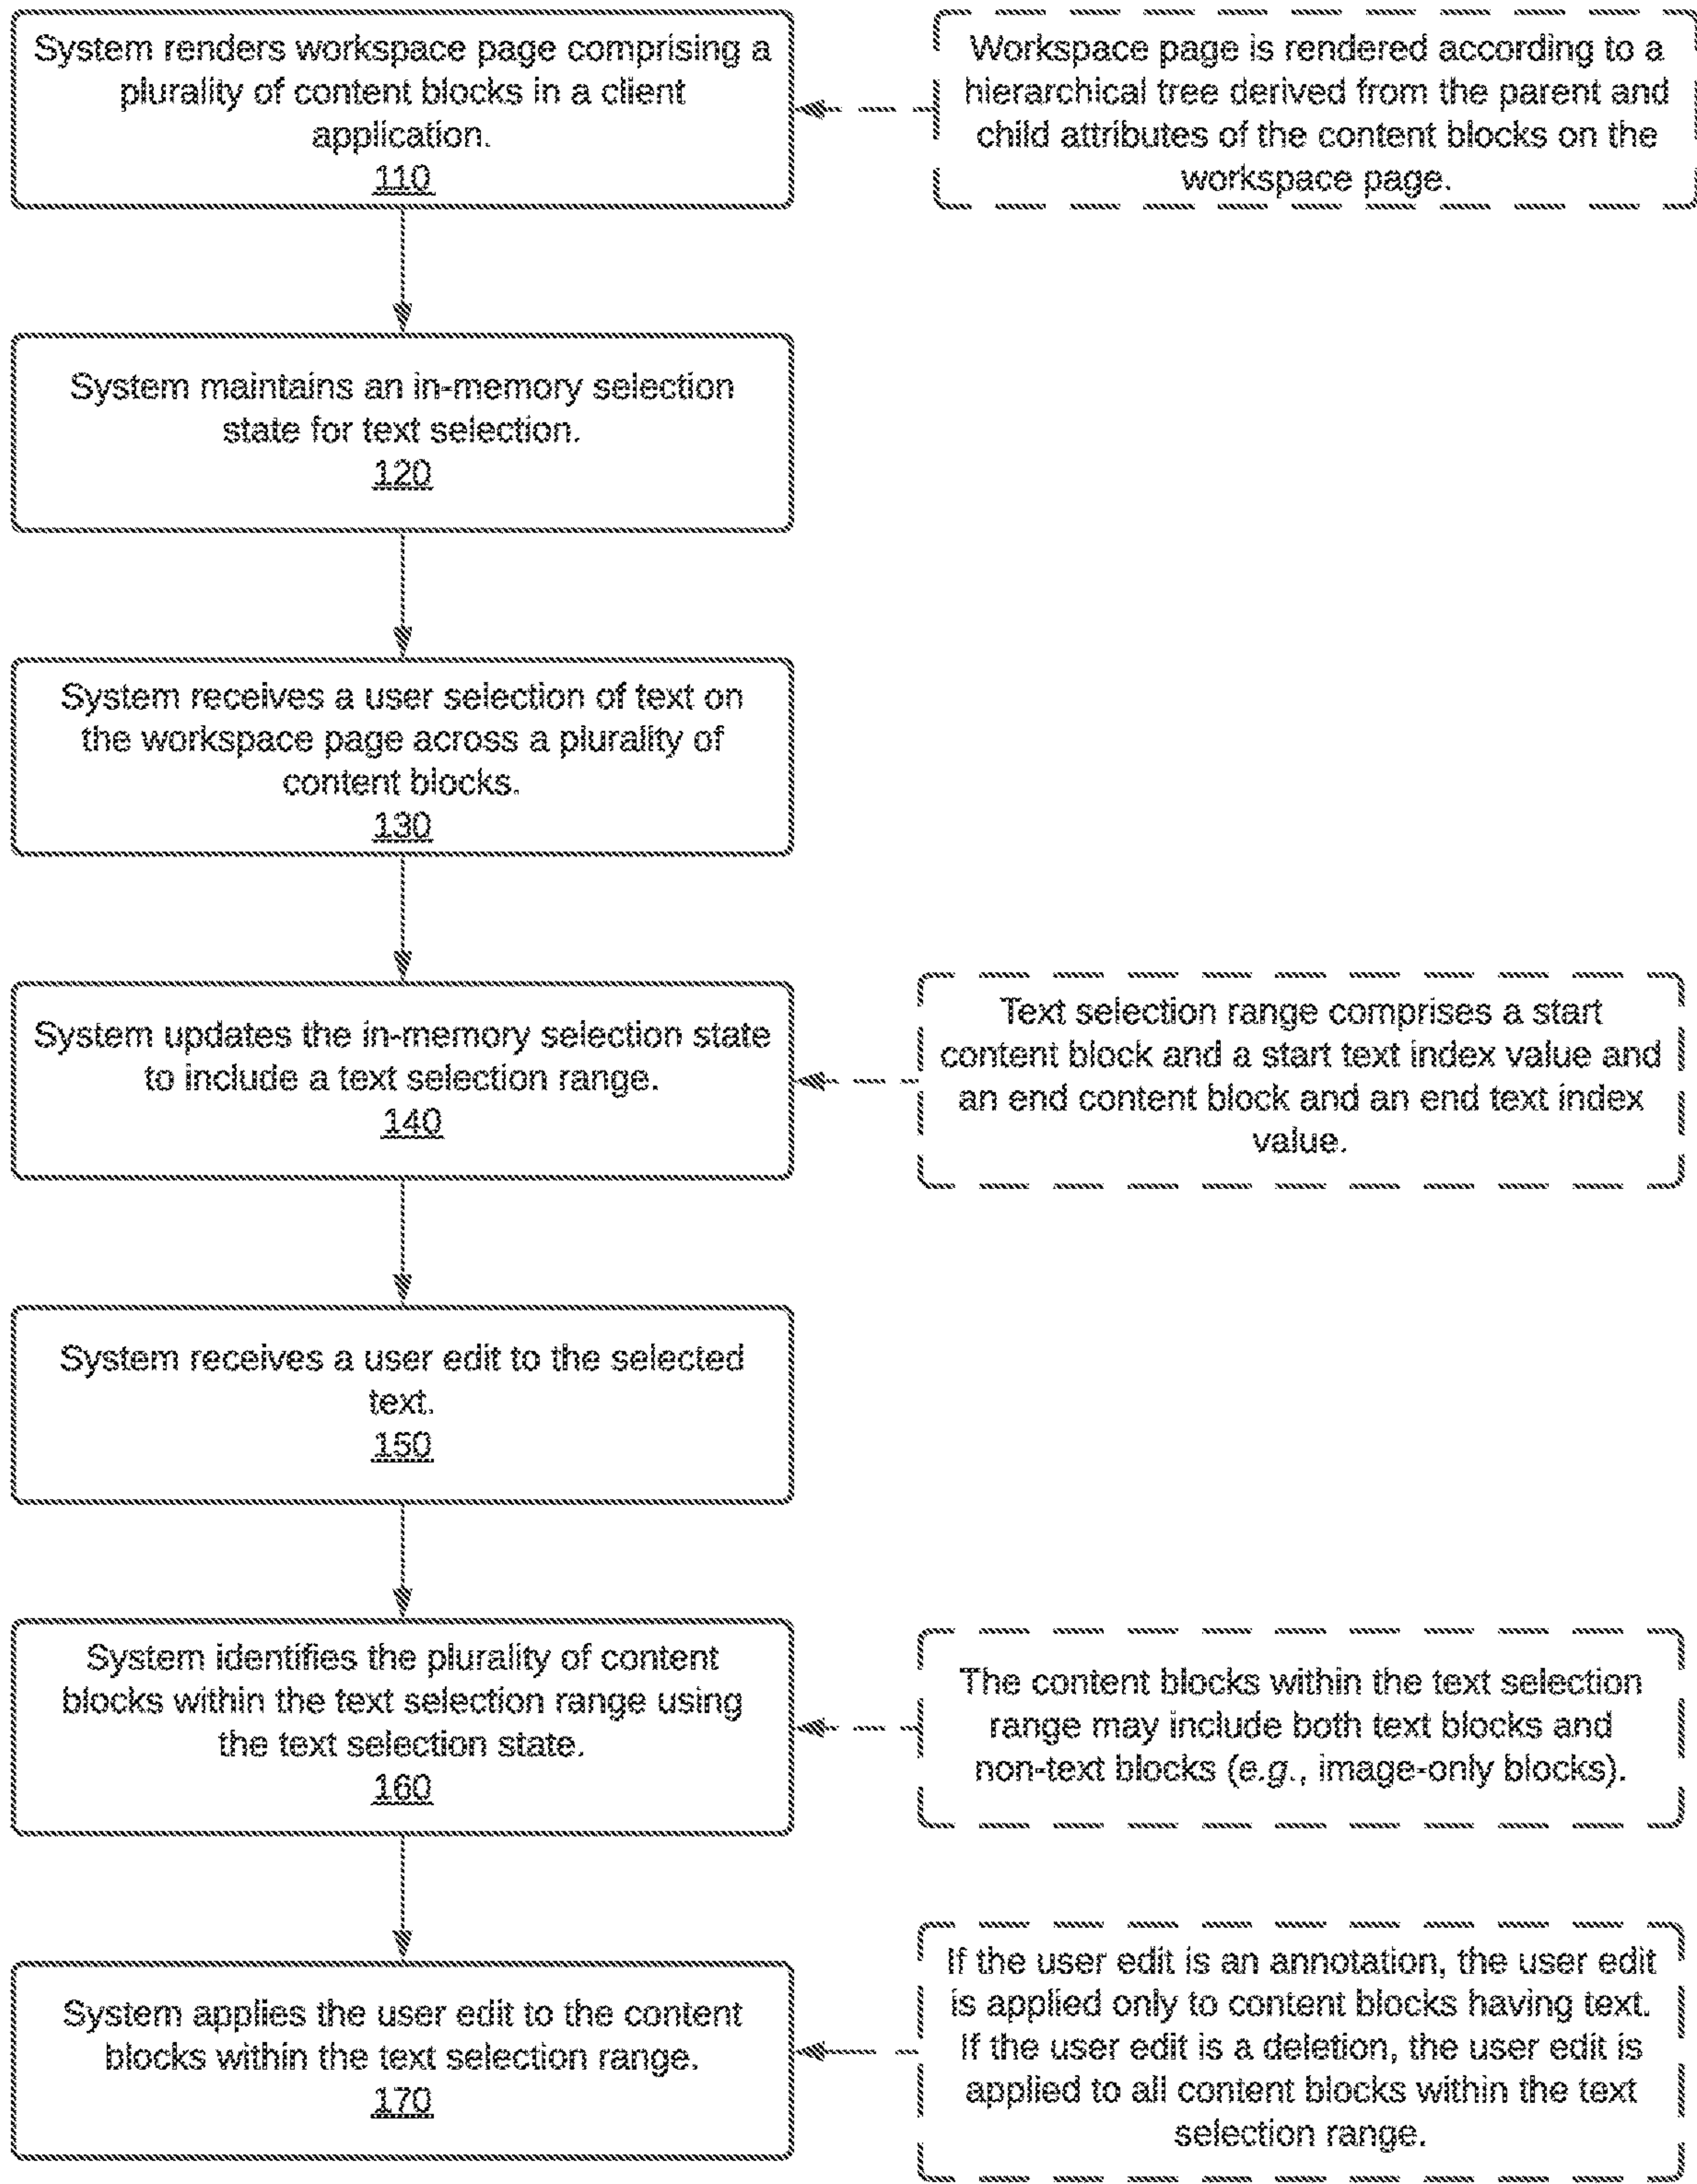 System renders workspace page comprising a
plurality of content blocks in a client
application.
110
Workspace page is rendered according to a
hierarchical tree derived from the parent and
child attributes of the content blocks on the
workspace page.
System maintains an in-memory selection
state for text selection.
120
System receives a user selection of text on
the workspace page across a plurality of
content blocks.
130
System updates the in-memory selection state
to include a text selection range.
140
Text selection range comprises a start
content block and a start text index value and
an end content block and an end text index
value.
System receives a user edit to the selected
text.
150
System identifies the plurality of content
blocks within the text selection range using
the text selection state.
160
The content blocks within the text selection
range may include both text blocks and
non-text blocks (e.g., image-only blocks).
System applies the user edit to the content
blocks within the text selection range.
170
If the user edit is an annotation, the user edit
is applied only to content blocks having text.
If the user edit is a deletion, the user edit is
applied to all content blocks within the text
selection range.